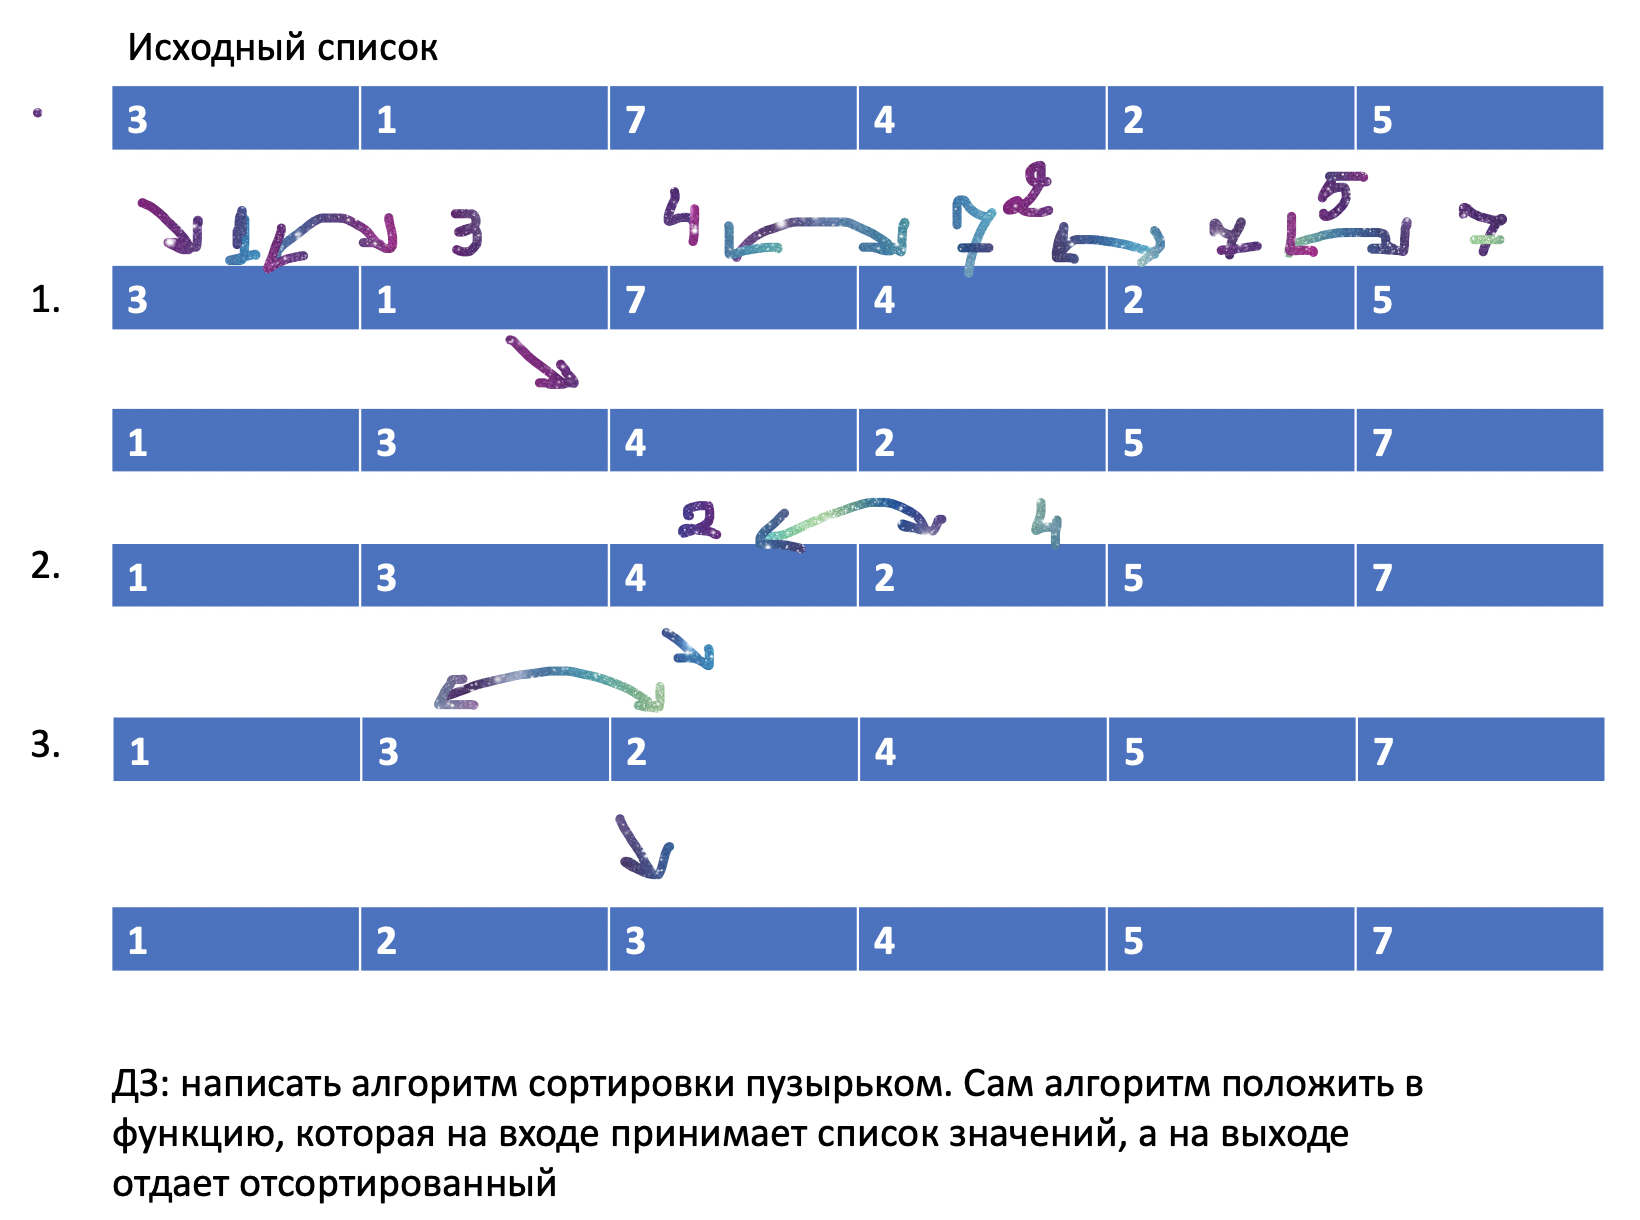 Исходный список
3 1 7 4 2 5
1 3 4 7 2 7 5 7
1. 3 1 7 4 2 5
1 3 4 2 5 7
2 4
2. 1 3 4 2 5 7
3. 1 3 2 4 5 7
1 2 3 4 5 7
ДЗ: написать алгоритм сортировки пузырьком. Сам алгоритм положить в
функцию, которая на входе принимает список значений, а на выходе
отдает отсортированный